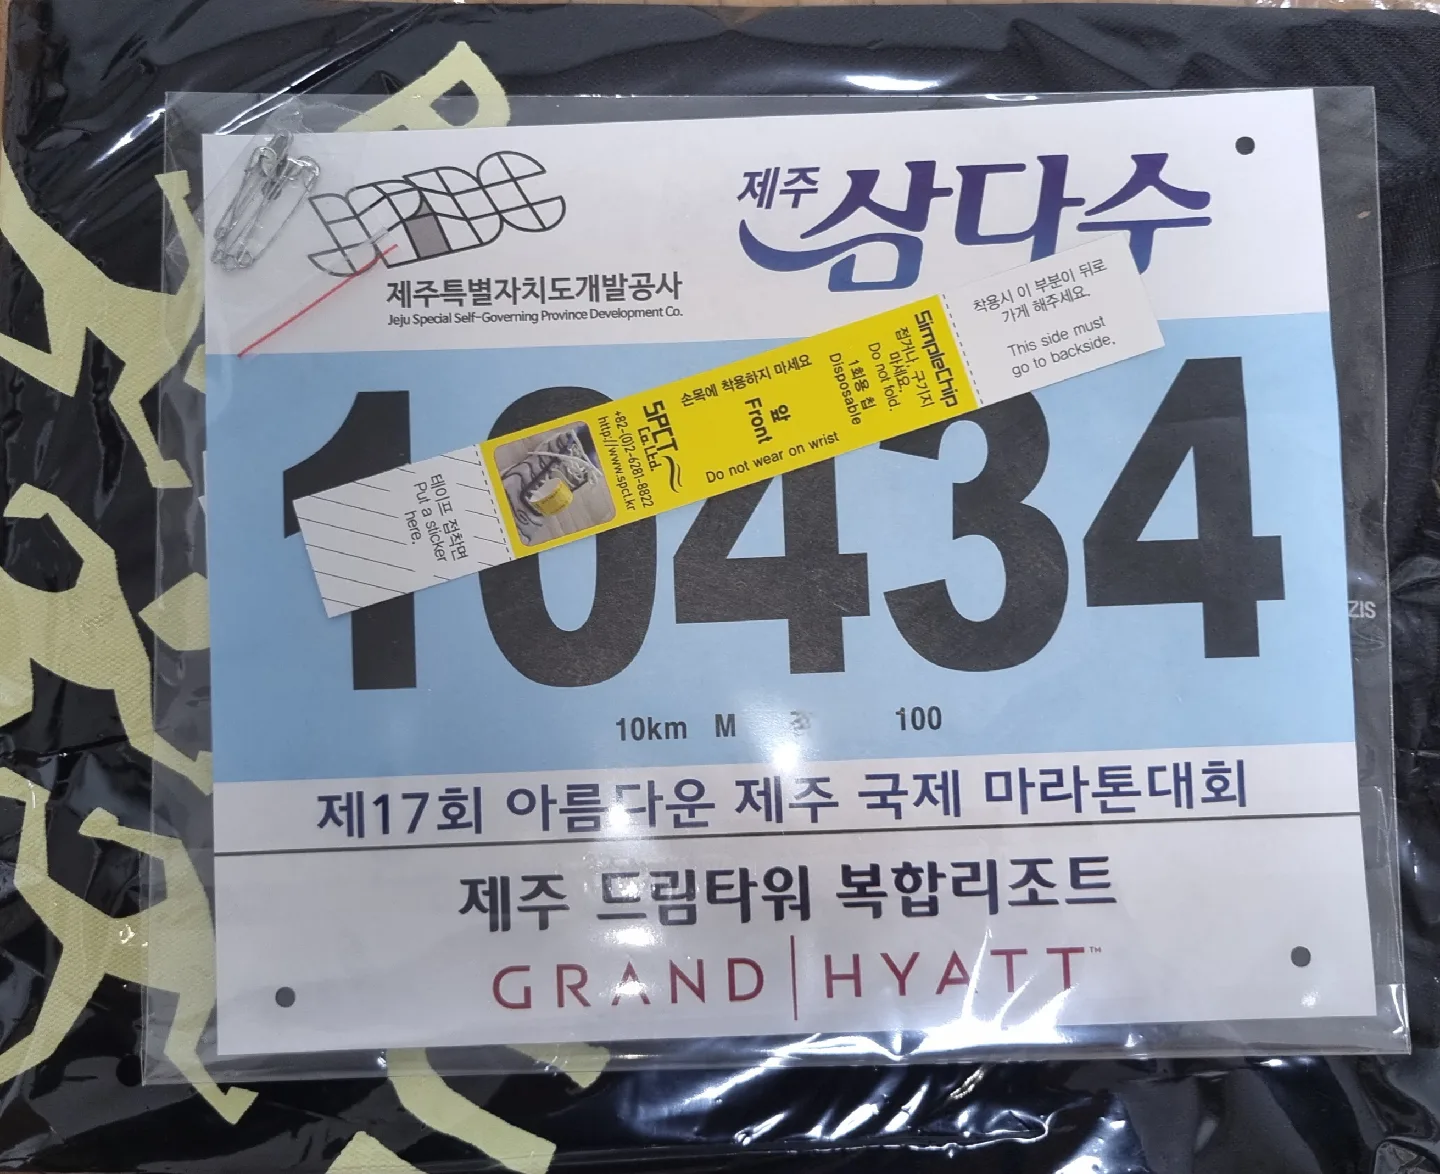 JPDC
제주특별자치도개발공사
Jeju Special Self-Governing Province Development Co.
제주 삼다수
착용시 이 부분이 뒤로
가게 해주세요.
This side must
go to backside.
SimpleChip
접거나, 구기지
마세요.
Do not fold.
1회용 칩
Disposable
손목에 착용하지 마세요
앞
Front
Do not wear on wrist
SPCT
Co. Ltd.
+82-(0)2-6281-8822
http://www.spct.kr
테이프 접착면
Put a sticker
here.
10434
10km M 100
제17회 아름다운 제주 국제 마라톤대회
제주 드림타워 복합리조트
GRAND HYATT™
ZIS